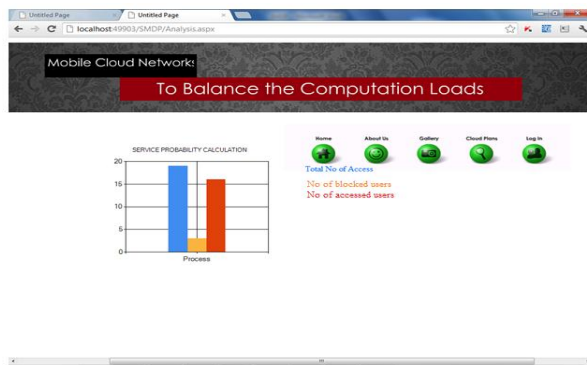 Untitled Page
Untitled Page
localhost:49903/SMDP/Analysis.aspx
Mobile Cloud Networks
To Balance the Computation Loads
Home About Us Gallery Cloud Plans Log In
Total No of Access
No of blocked users
No of accessed users
SERVICE PROBABILITY CALCULATION
20
15
10
5
0
Process